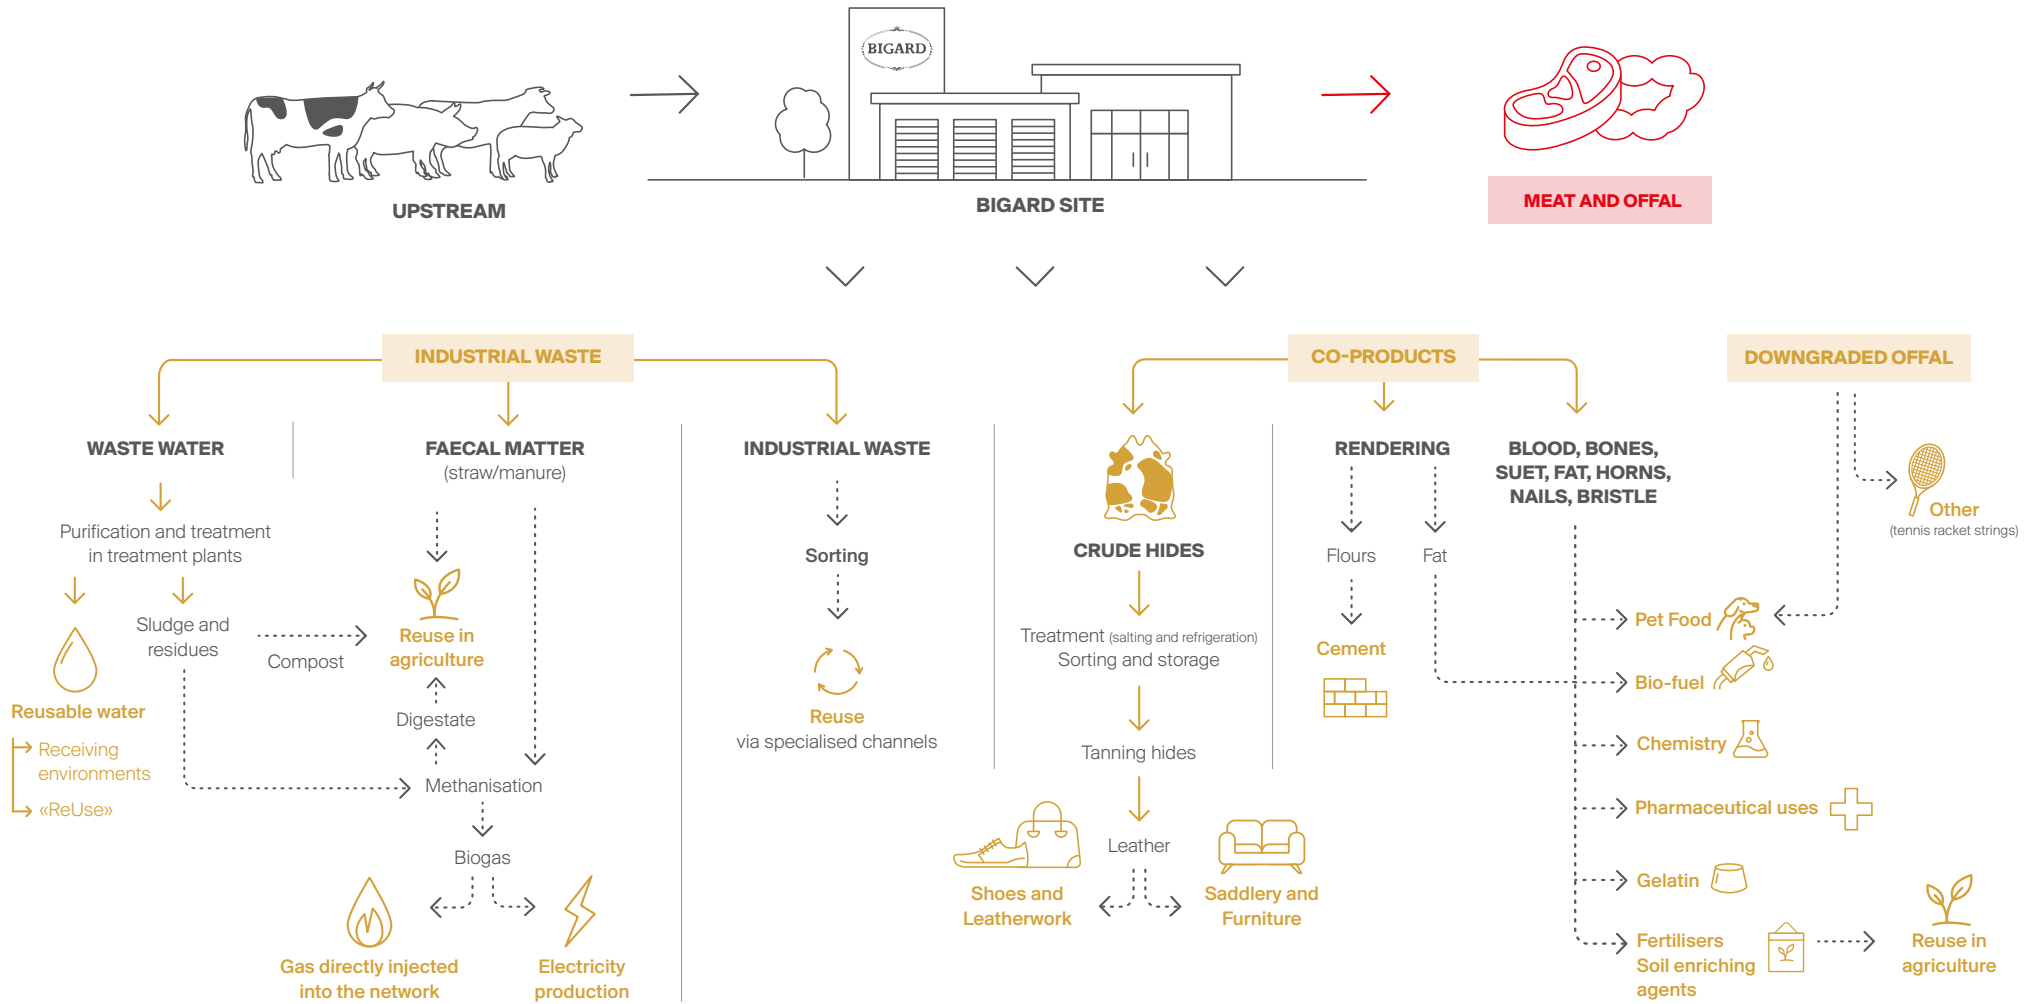 BIGARD
UPSTREAM
BIGARD SITE
MEAT AND OFFAL
INDUSTRIAL WASTE
CO-PRODUCTS
DOWNGRADED OFFAL
WASTE WATER
Purification and treatment
in treatment plants
Sludge and
residues
Compost
Reusable water
Receiving
environments
«ReUse»
FAECAL MATTER
(straw/manure)
Reuse in
agriculture
Digestate
Methanisation
Biogas
Gas directly injected
into the network
Electricity
production
INDUSTRIAL WASTE
Sorting
Reuse
via specialised channels
CRUDE HIDES
Treatment (salting and refrigeration)
Sorting and storage
Tanning hides
Leather
Shoes and
Leatherwork
Saddlery and
Furniture
RENDERING
Flours
Fat
Cement
BLOOD, BONES,
SUET, FAT, HORNS,
NAILS, BRISTLE
Other
(tennis racket strings)
Pet Food
Bio-fuel
Chemistry
Pharmaceutical uses
Gelatin
Fertilisers
Soil enriching
agents
Reuse in
agriculture